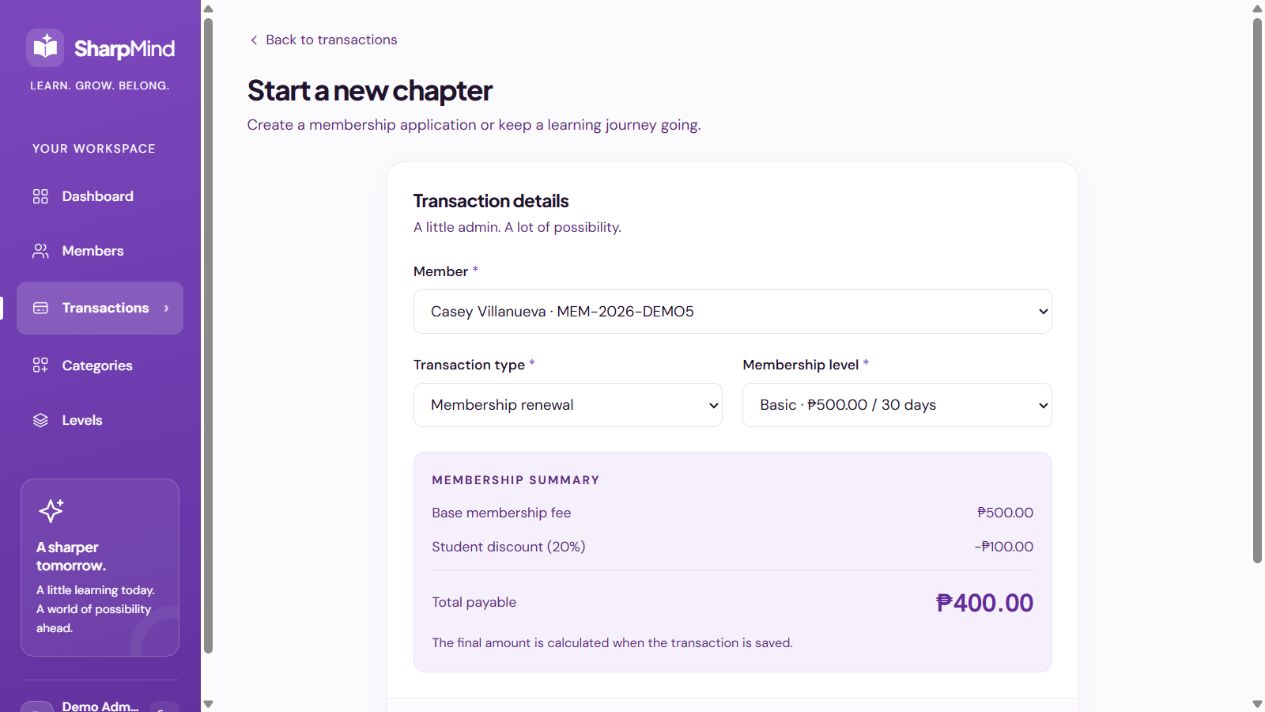 SharpMind
LEARN. GROW. BELONG.
YOUR WORKSPACE
Dashboard
Members
Transactions ›
Categories
Levels
A sharper
tomorrow.
A little learning today.
A world of possibility
ahead.
Demo Adm...
Back to transactions
Start a new chapter
Create a membership application or keep a learning journey going.
Transaction details
A little admin. A lot of possibility.
Member *
Casey Villanueva · MEM-2026-DEMO5
Transaction type *
Membership renewal
Membership level *
Basic · ₱500.00 / 30 days
MEMBERSHIP SUMMARY
Base membership fee ₱500.00
Student discount (20%) -₱100.00
Total payable ₱400.00
The final amount is calculated when the transaction is saved.